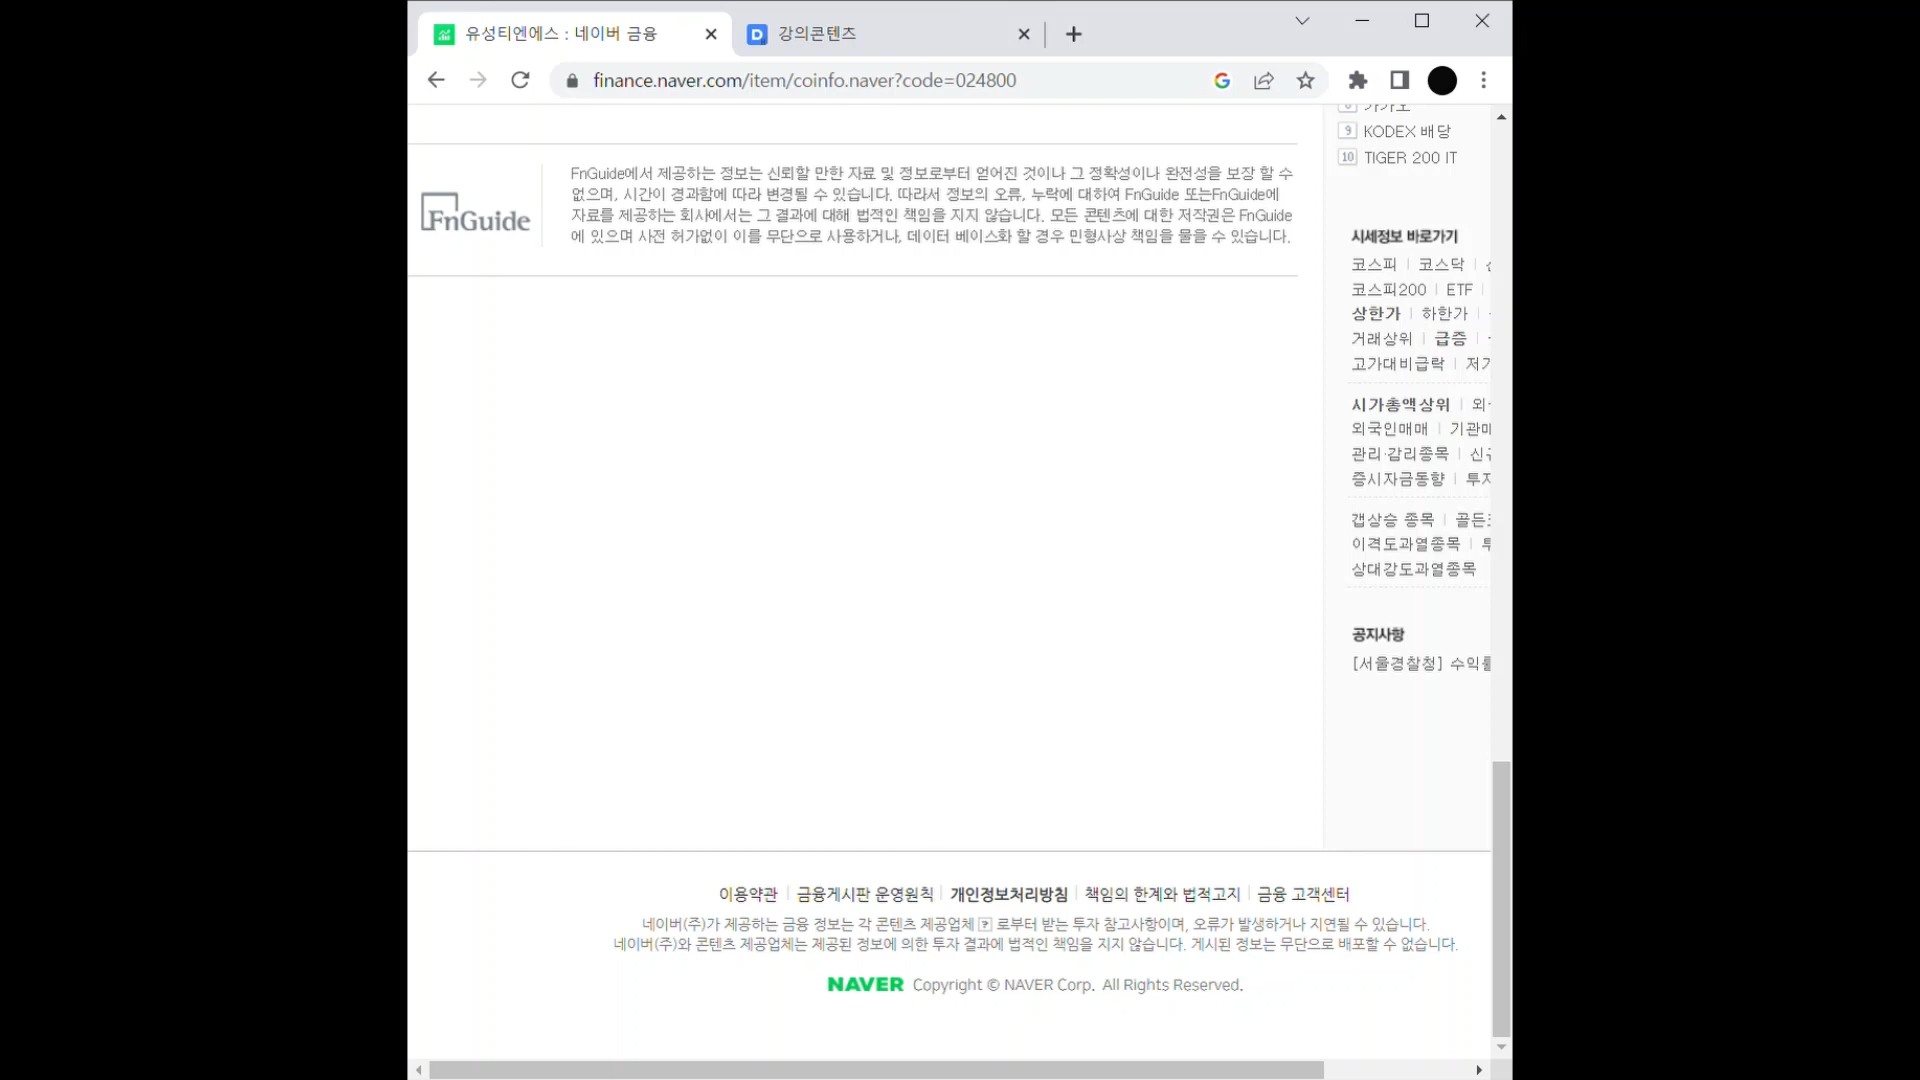 유성티엔에스 : 네이버 금융
강의콘텐츠
finance.naver.com/item/coinfo.naver?code=024800
9 KODEX 배당
10 TIGER 200 IT
FnGuide
FnGuide에서 제공하는 정보는 신뢰할 만한 자료 및 정보로부터 얻어진 것이나 그 정확성이나 완전성을 보장 할 수
없으며, 시간이 경과함에 따라 변경될 수 있습니다. 따라서 정보의 오류, 누락에 대하여 FnGuide 또는FnGuide에
자료를 제공하는 회사에서는 그 결과에 대해 법적인 책임을 지지 않습니다. 모든 콘텐츠에 대한 저작권은 FnGuide
에 있으며 사전 허가없이 이를 무단으로 사용하거나, 데이터 베이스화 할 경우 민형사상 책임을 물을 수 있습니다.
시세정보 바로가기
코스피 | 코스닥 |
코스피200 | ETF |
상한가 | 하한가 |
거래상위 | 급증 |
고가대비급락 |
시가총액상위 |
외국인매매 |
관리·감리종목 |
증시자금동향 |
갭상승 종목 |
이격도과열종목 |
상대강도과열종목
공지사항
[서울경찰청]
이용약관 | 금융게시판 운영원칙 | 개인정보처리방침 | 책임의 한계와 법적고지 | 금융 고객센터
네이버(주)가 제공하는 금융 정보는 각 콘텐츠 제공업체 ? 로부터 받는 투자 참고사항이며, 오류가 발생하거나 지연될 수 있습니다.
네이버(주)와 콘텐츠 제공업체는 제공된 정보에 의한 투자 결과에 법적인 책임을 지지 않습니다. 게시된 정보는 무단으로 배포할 수 없습니다.
NAVER Copyright © NAVER Corp. All Rights Reserved.